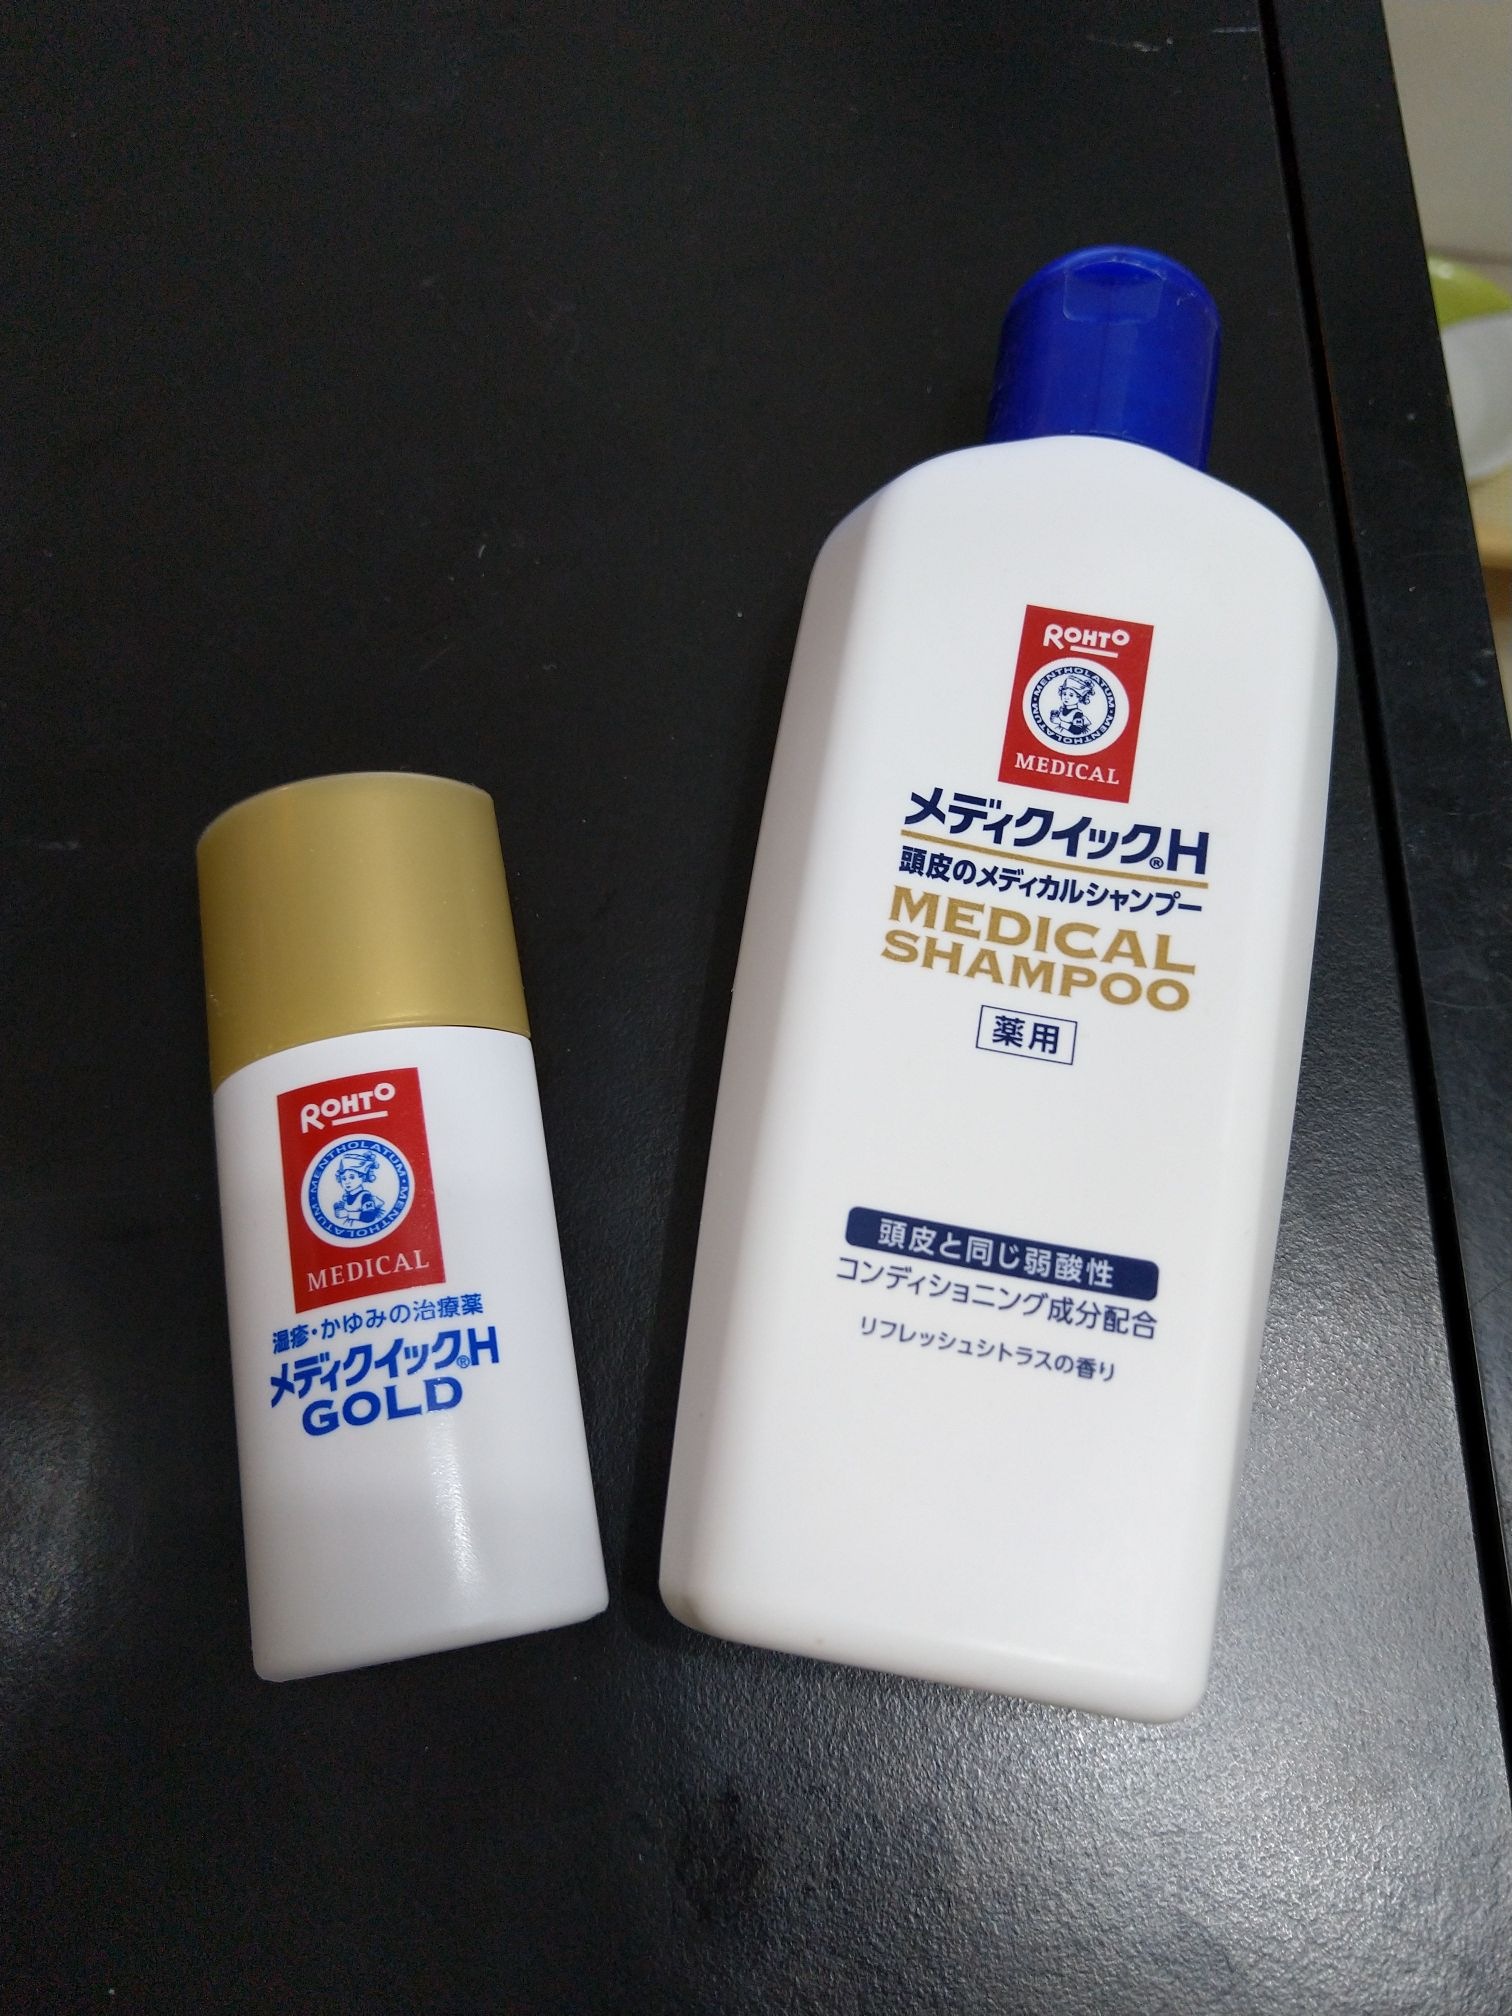 ROHTO
MENTHOLATUM・MENTHOLATUM・
MEDICAL
湿疹・かゆみの治療薬
メディクイック®H
GOLD
ROHTO
MENTHOLATUM・MENTHOLATUM・
MEDICAL
メディクイック®H
頭皮のメディカルシャンプー
MEDICAL
SHAMPOO
薬用
頭皮と同じ弱酸性
コンディショニング成分配合
リフレッシュシトラスの香り